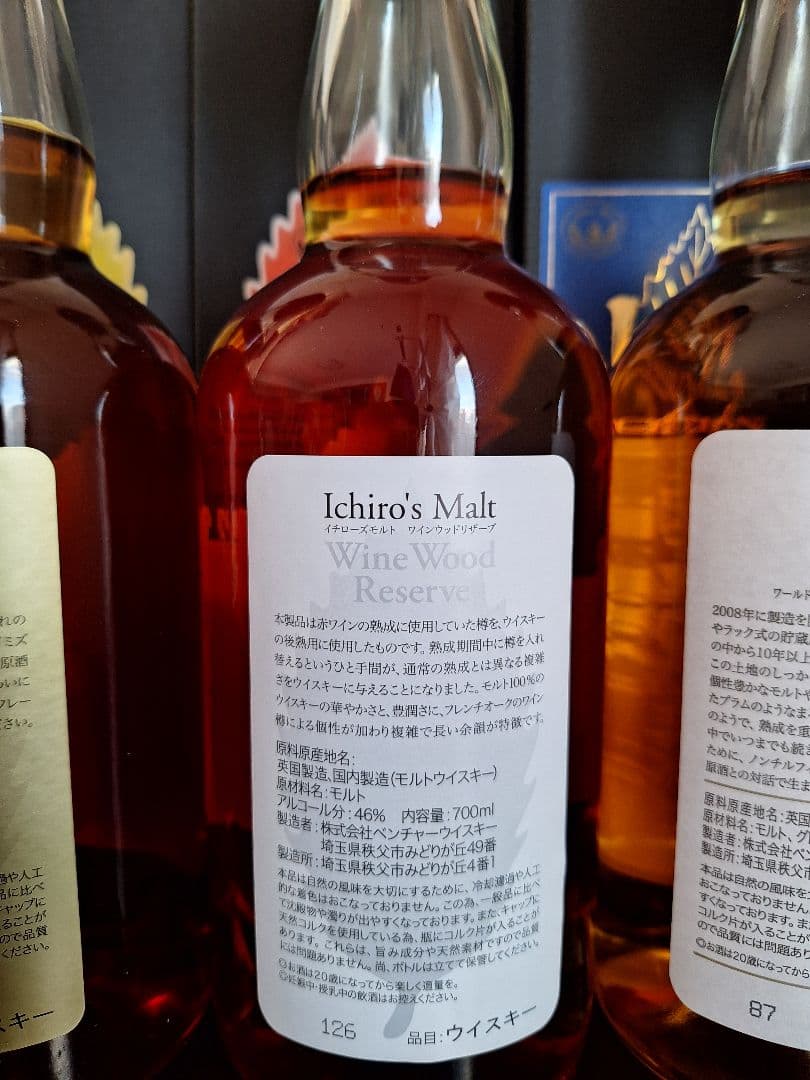 Ichiro's Malt
イチローズモルト ワインウッドリザーブ
Wine Wood
Reserve
本製品は赤ワインの熟成に使用していた樽を、ウイスキー
の後熟用に使用したものです。熟成期間中に樽を入れ
替えるというひと手間が、通常の熟成とは異なる複雑
さをウイスキーに与えることになりました。モルト100%の
ウイスキーの華やかさと、豊潤さに、フレンチオークのワイン
樽による個性が加わり複雑で長い余韻が特徴です。
原料原産地名:
英国製造、国内製造(モルトウイスキー)
原材料名:モルト
アルコール分:46% 内容量:700ml
製造者:株式会社ベンチャーウイスキー
埼玉県秩父市みどりが丘49番
製造所:埼玉県秩父市みどりが丘4番1
本品は自然の風味を大切にするために、冷却濾過や人工
的な着色はおこなっておりません。この為、一般品に比べ
て沈殿物や濁りが出やすくなっております。また、キャップに
天然コルクを使用している為、瓶にコルク片が入ることが
あります。これらは、旨み成分や天然素材ですので品質
には問題ありません。尚、ボトルは立てて保管してください。
◎お酒は20歳になってから楽しく適量を。
◎妊娠中・授乳中の飲酒はお控えください。
126 品目:ウイスキー
れの
ミズ
原酒
らいに
フレー
ださい。
過や人工
品に比べ
キャップに
ることが
ので品質
ください。
スキー
ワールド
2008年に製造を
やラック式の貯蔵
の中から10年以上
この土地のしっか
個性豊かなモルトや
たプラムのようなま
のようで、熟成を重
中でいつまでも続き
ために、ノンチルフィ
原酒との対話で生ま
原料原産地名:英国
原材料名:モルト、グ
製造者:株式会社ベン
製造所:埼玉県秩父市
本品は自然の風味を大切
おこなっておりません
すくなっております。ま
コルク片が入ることが
ので品質には問題あり
◎お酒は20歳になってから
87